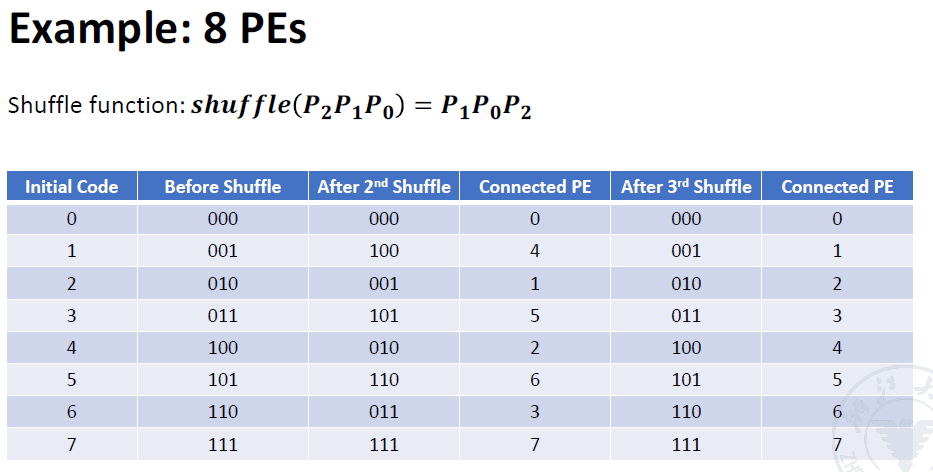 Example: 8 PEs
Shuffle function: shuffle(P₂P₁P₀) = P₁P₀P₂
Initial Code Before Shuffle After 2nd Shuffle Connected PE After 3rd Shuffle Connected PE
0 000 000 0 000 0
1 001 100 4 001 1
2 010 001 1 010 2
3 011 101 5 011 3
4 100 010 2 100 4
5 101 110 6 101 5
6 110 011 3 110 6
7 111 111 7 111 7